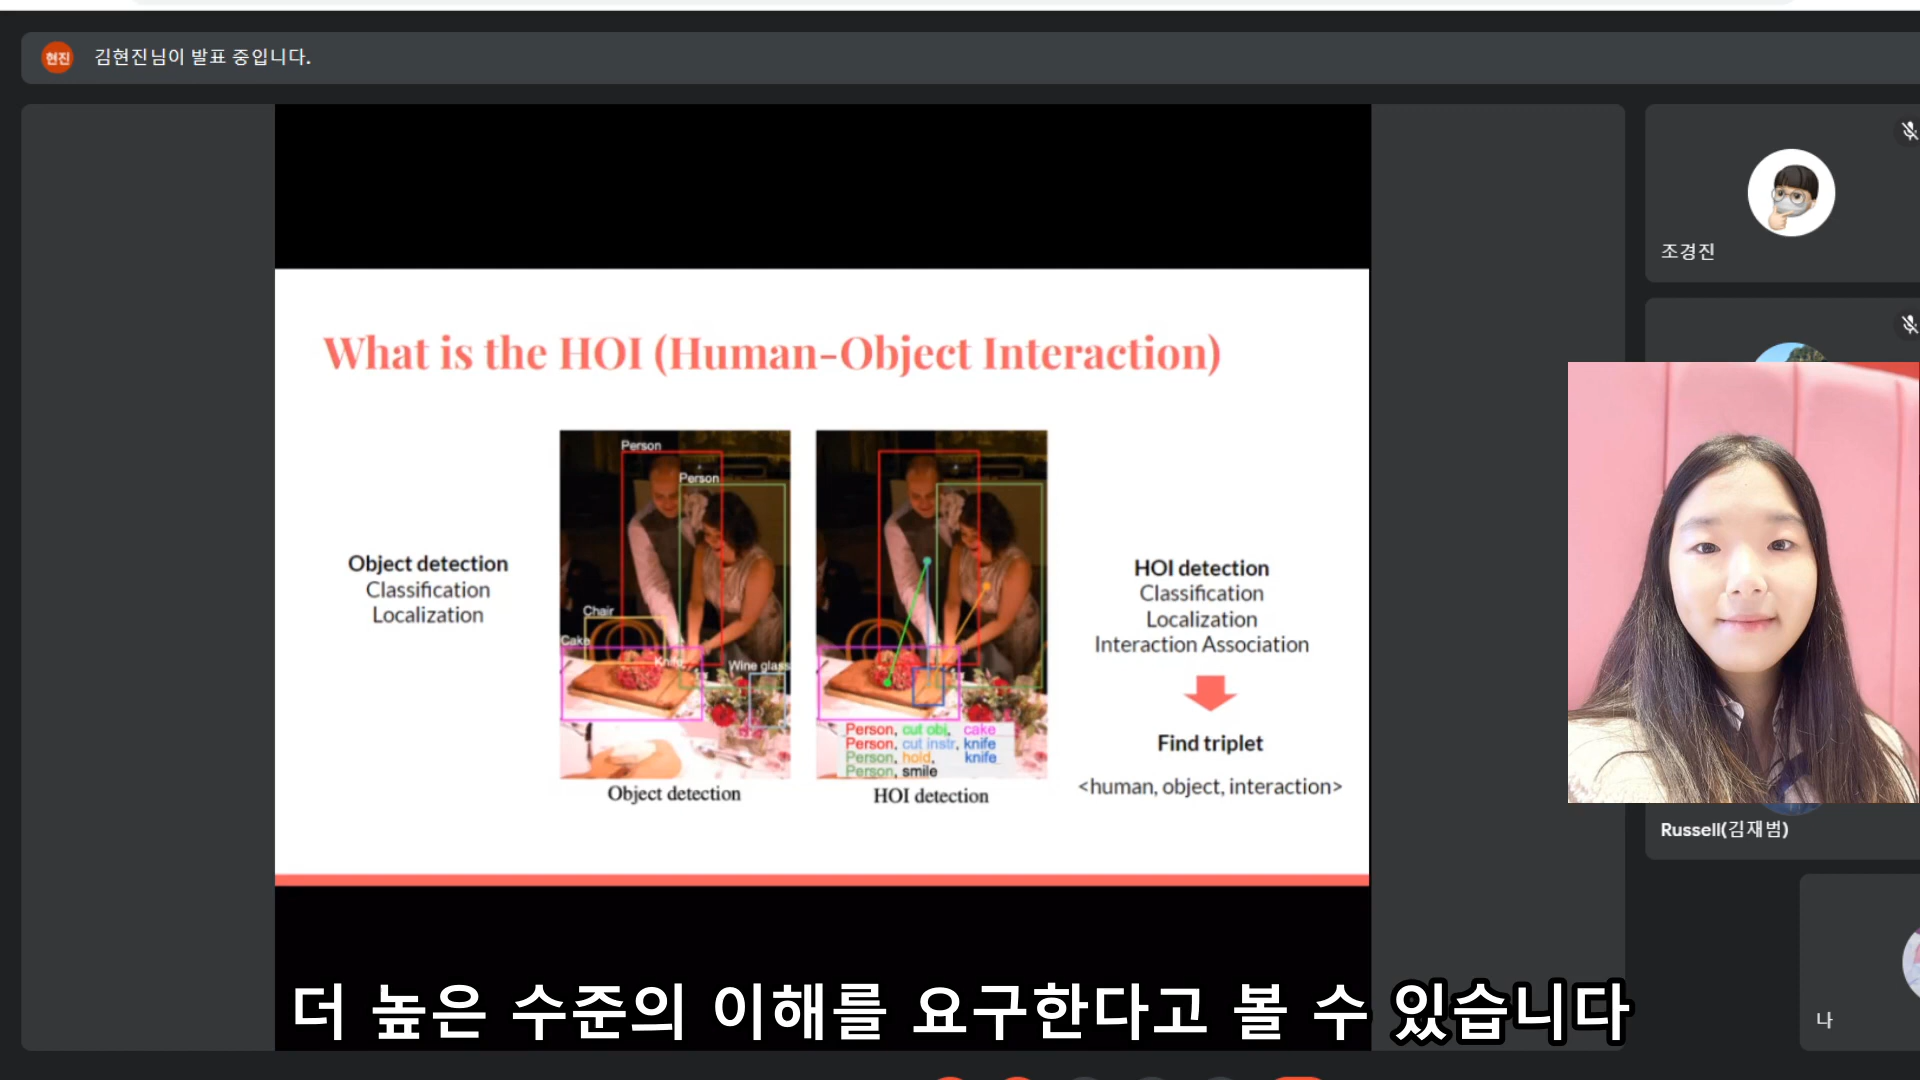 현진 김현진님이 발표 중입니다.
조경진
What is the HOI (Human-Object Interaction)
Person
Person
Chair
Cake
Knife
Wine glass
Object detection
Classification
Localization
Person, cut obj, cake
Person, cut instr, knife
Person, hold, knife
Person, smile
Object detection
HOI detection
HOI detection
Classification
Localization
Interaction Association
Find triplet
<human, object, interaction>
Russell(김재범)
나
더 높은 수준의 이해를 요구한다고 볼 수 있습니다